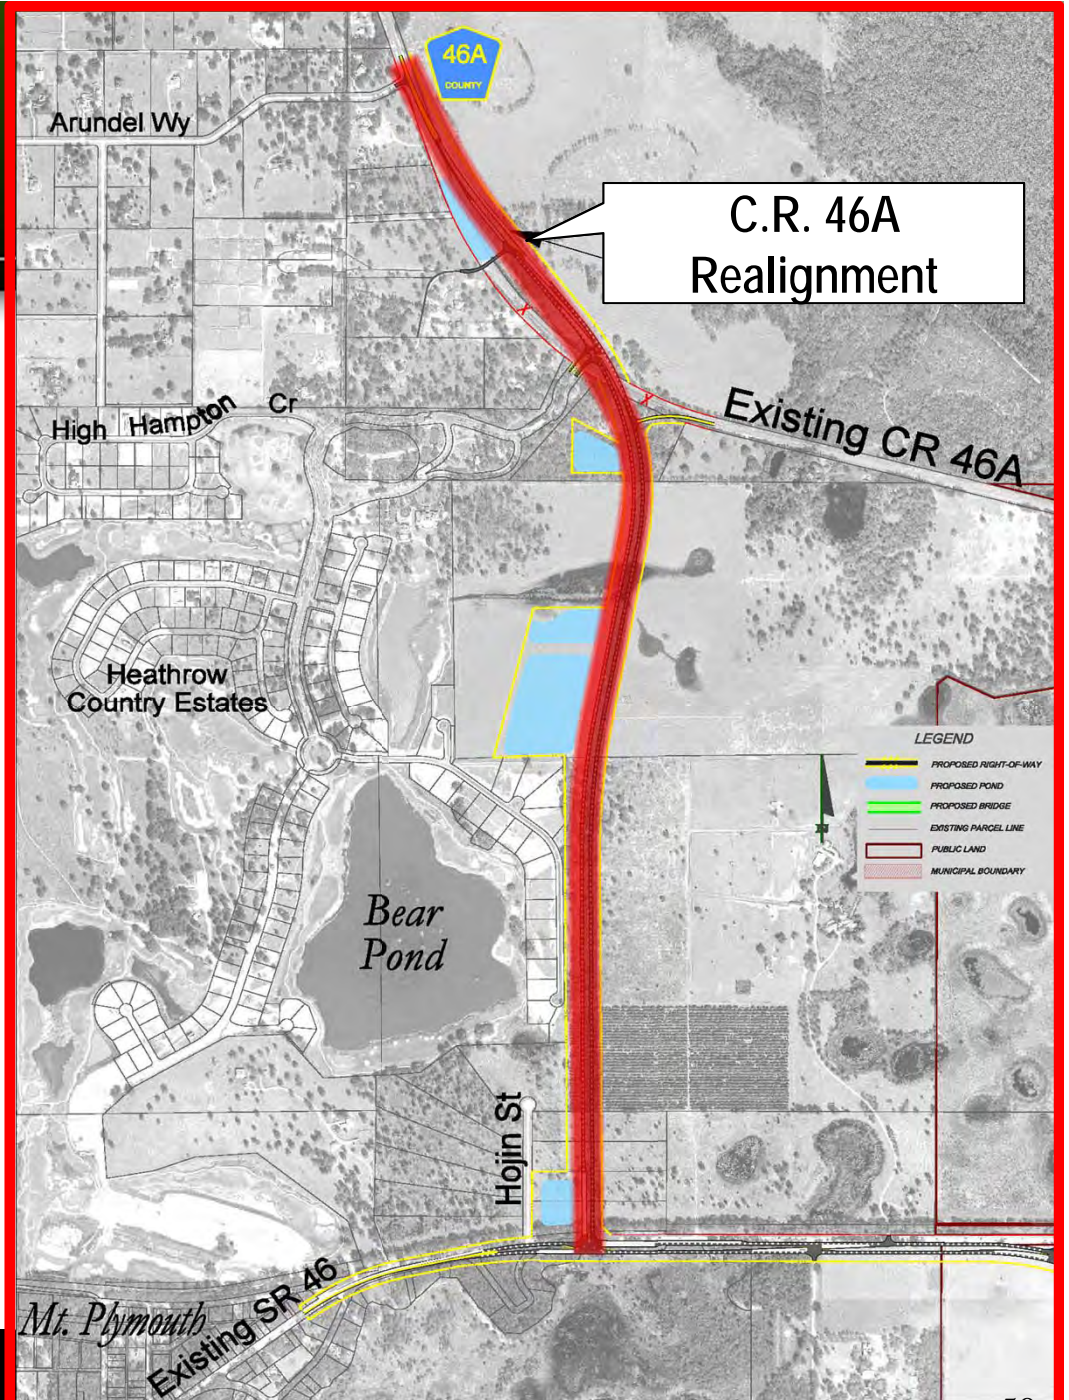 46A
COUNTY
Arundel Wy
C.R. 46A
Realignment
Existing CR 46A
High Hampton Cr
Heathrow
Country Estates
LEGEND
PROPOSED RIGHT-OF-WAY
PROPOSED POND
PROPOSED BRIDGE
EXISTING PARCEL LINE
PUBLIC LAND
MUNICIPAL BOUNDARY
Bear
Pond
Hojin St
Existing SR 46
Mt. Plymouth